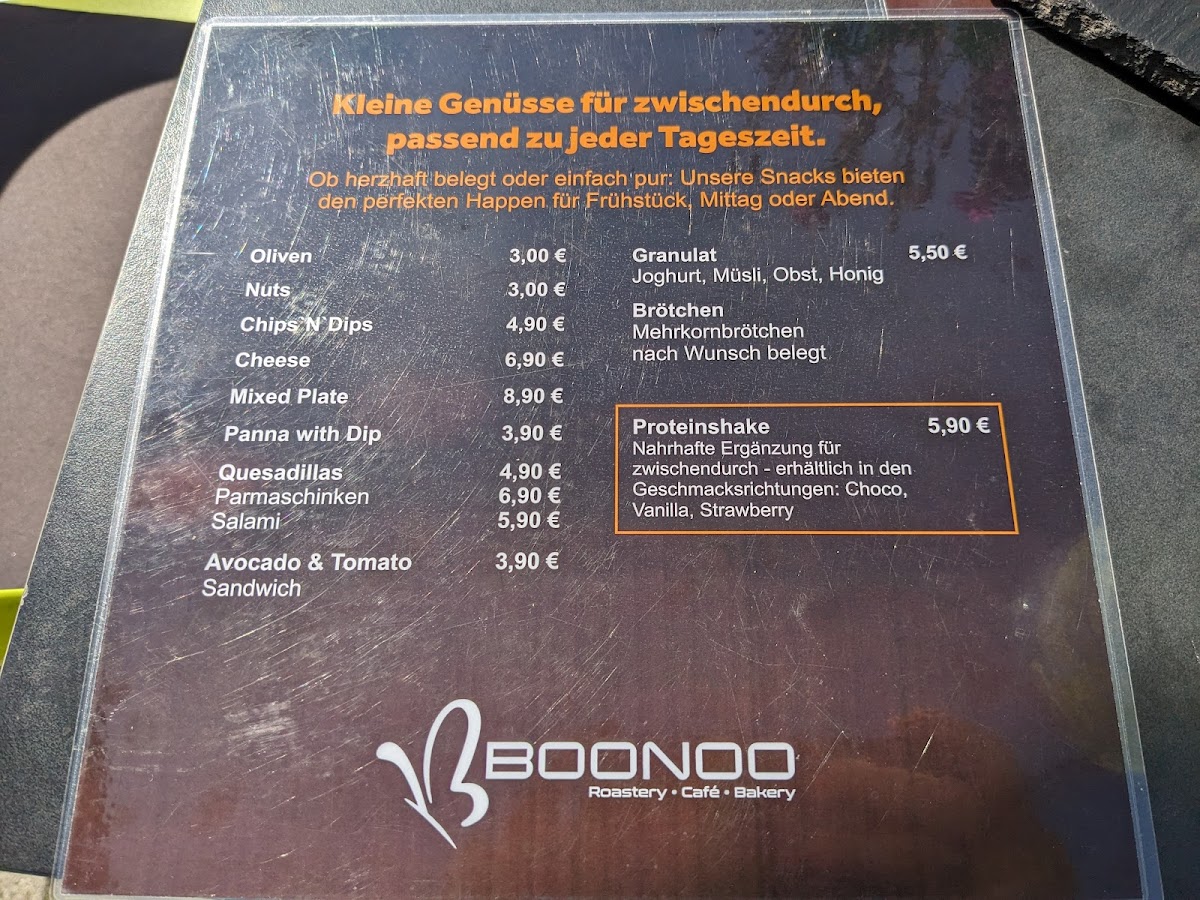 Kleine Genüsse für zwischendurch,
passend zu jeder Tageszeit.
Ob herzhaft belegt oder einfach pur: Unsere Snacks bieten
den perfekten Happen für Frühstück, Mittag oder Abend.
Oliven 3,00 €
Nuts 3,00 €
Chips`N`Dips 4,90 €
Cheese 6,90 €
Mixed Plate 8,90 €
Panna with Dip 3,90 €
Quesadillas 4,90 €
Parmaschinken 6,90 €
Salami 5,90 €
Avocado & Tomato 3,90 €
Sandwich
Granulat 5,50 €
Joghurt, Müsli, Obst, Honig
Brötchen
Mehrkornbrötchen
nach Wunsch belegt
Proteinshake 5,90 €
Nahrhafte Ergänzung für
zwischendurch - erhältlich in den
Geschmacksrichtungen: Choco,
Vanilla, Strawberry
BOONOO
Roastery • Café • Bakery